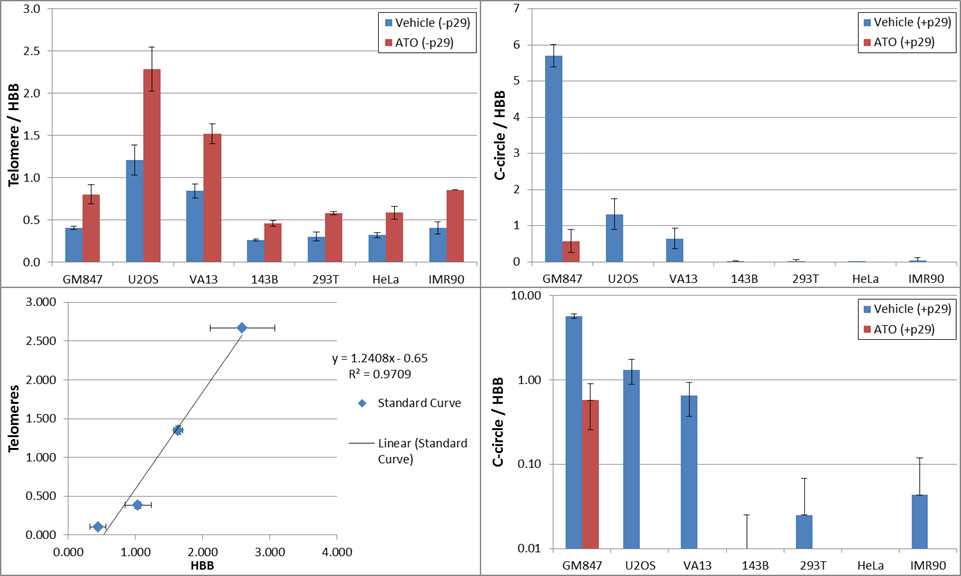 3.0
2.5
2.0
1.5
1.0
0.5
0.0
Telomere / HBB
Vehicle (-p29)
ATO (-p29)
GM847 U2OS VA13 143B 293T HeLa IMR90
7
6
5
4
3
2
1
0
C-circle / HBB
Vehicle (+p29)
ATO (+p29)
GM847 U2OS VA13 143B 293T HeLa IMR90
3.000
2.500
2.000
1.500
1.000
0.500
0.000
Telomeres
y = 1.2408x - 0.65
R² = 0.9709
Standard Curve
Linear (Standard
Curve)
0.000 1.000 2.000 3.000 4.000
HBB
10.00
1.00
0.10
0.01
C-circle / HBB
Vehicle (+p29)
ATO (+p29)
GM847 U2OS VA13 143B 293T HeLa IMR90